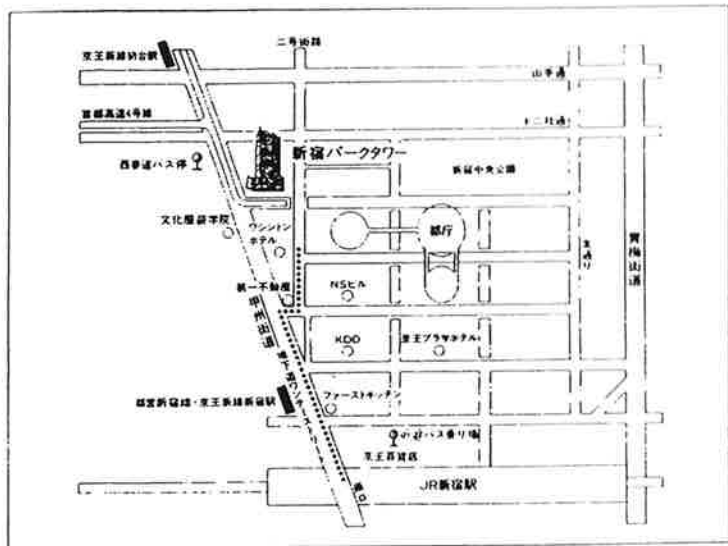 二号街路
京王新線初台駅
山手通
首都高速4号線
十二社通
西参道バス停
新宿パークタワー
新宿中央公園
文化服装学院
ワシントン
ホテル
都庁
青梅街道
第一不動産
NSビル
甲州街道
KDD
京王プラザホテル
都営新宿線・京王新線新宿駅
ファーストキッチン
バス乗り場
京王百貨店
南口
JR新宿駅